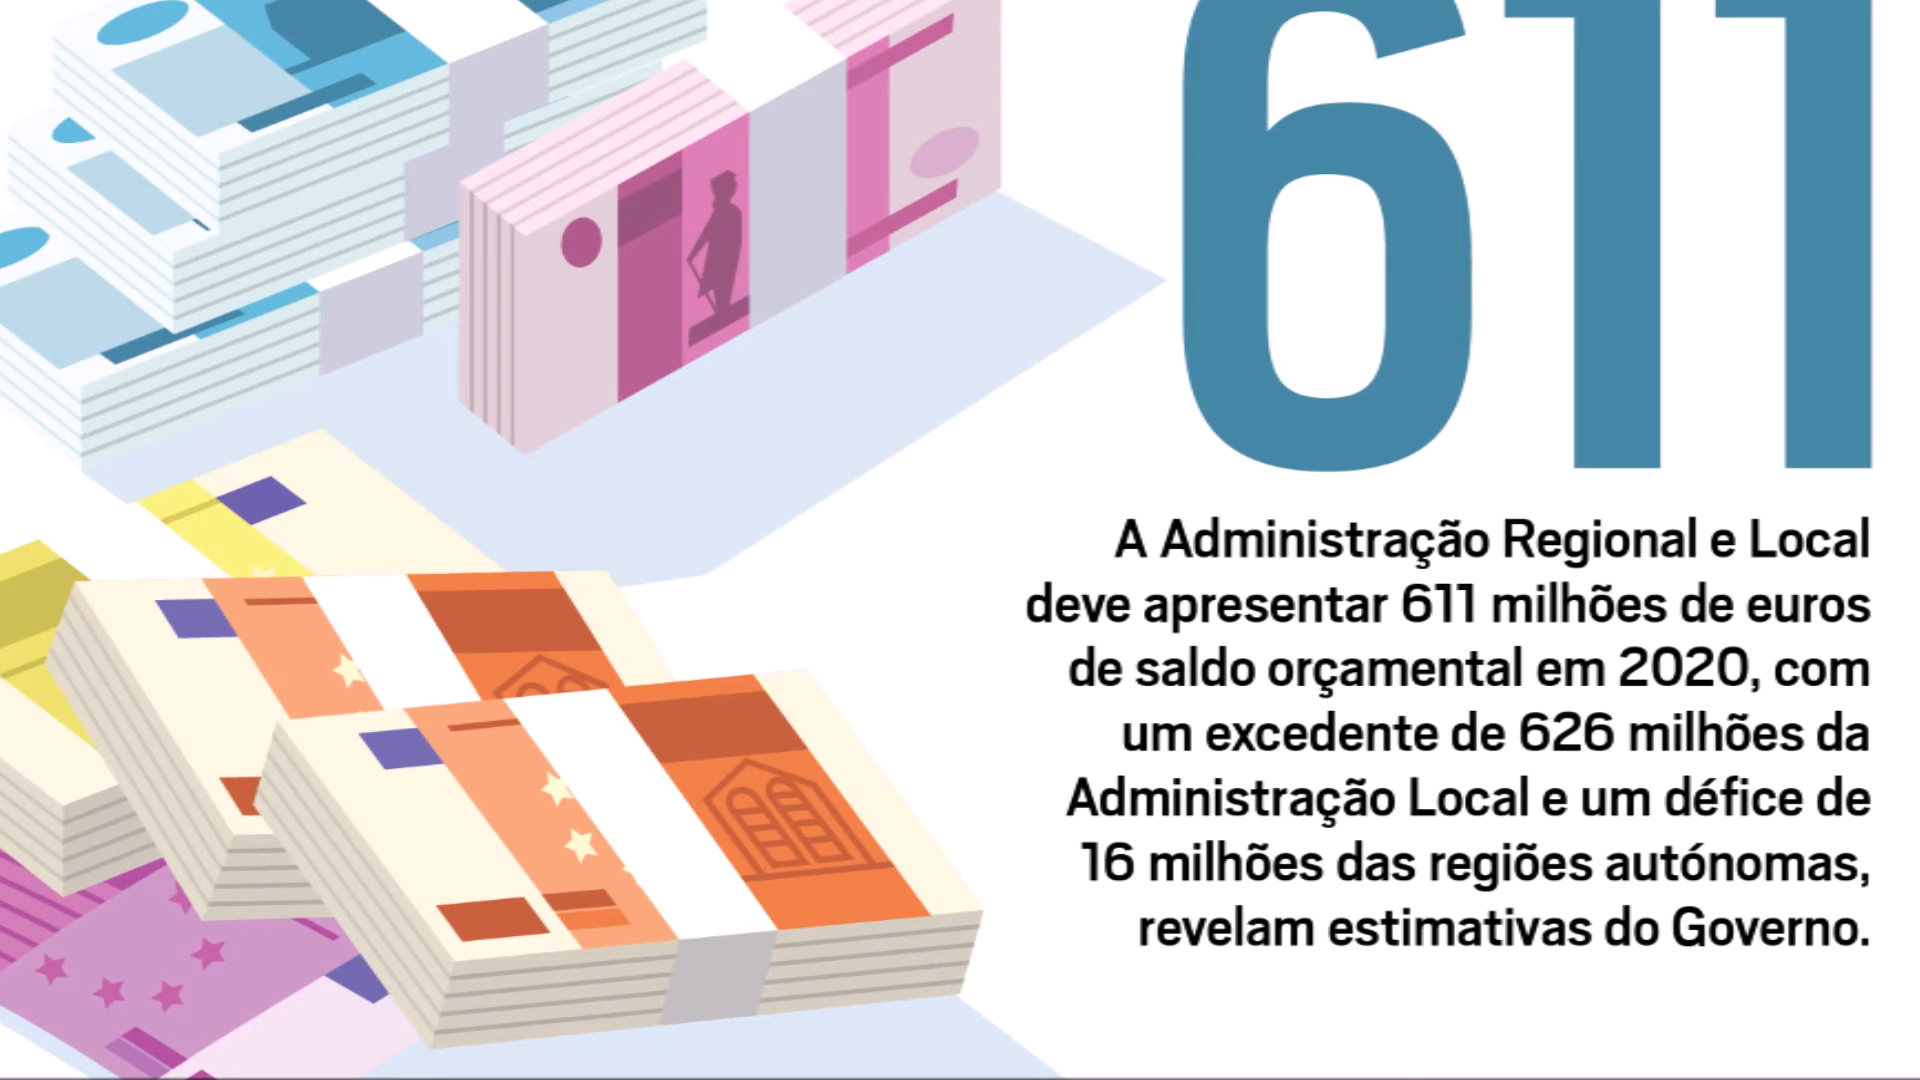 611
A Administração Regional e Local
deve apresentar 611 milhões de euros
de saldo orçamental em 2020, com
um excedente de 626 milhões da
Administração Local e um défice de
16 milhões das regiões autónomas,
revelam estimativas do Governo.